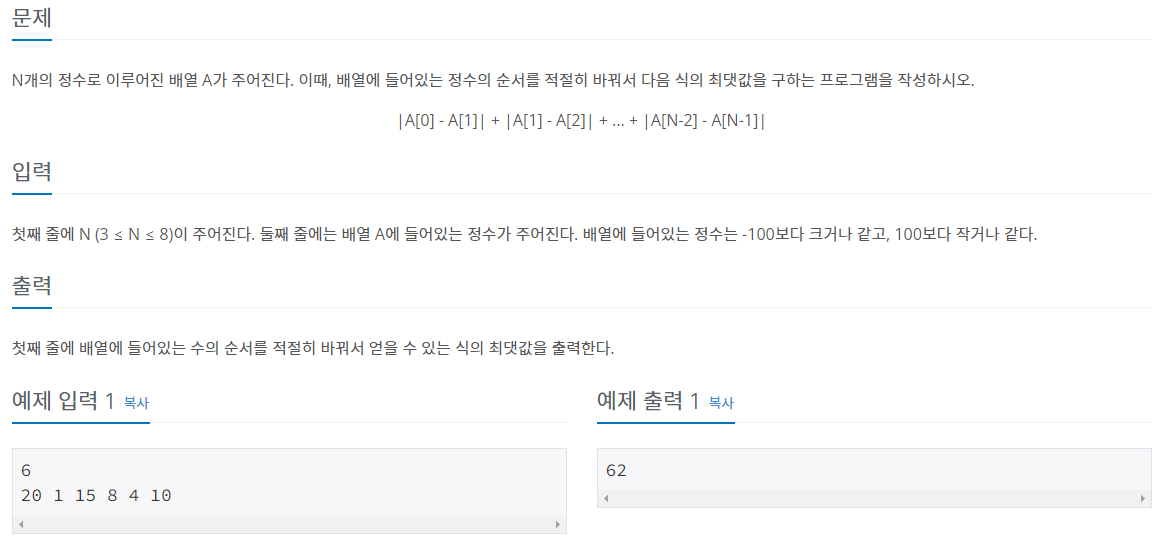 문제
N개의 정수로 이루어진 배열 A가 주어진다. 이때, 배열에 들어있는 정수의 순서를 적절히 바꿔서 다음 식의 최댓값을 구하는 프로그램을 작성하시오.
|A[0] - A[1]| + |A[1] - A[2]| + ... + |A[N-2] - A[N-1]|
입력
첫째 줄에 N (3 ≤ N ≤ 8)이 주어진다. 둘째 줄에는 배열 A에 들어있는 정수가 주어진다. 배열에 들어있는 정수는 -100보다 크거나 같고, 100보다 작거나 같다.
출력
첫째 줄에 배열에 들어있는 수의 순서를 적절히 바꿔서 얻을 수 있는 식의 최댓값을 출력한다.
예제 입력 1 복사
6
20 1 15 8 4 10
예제 출력 1 복사
62